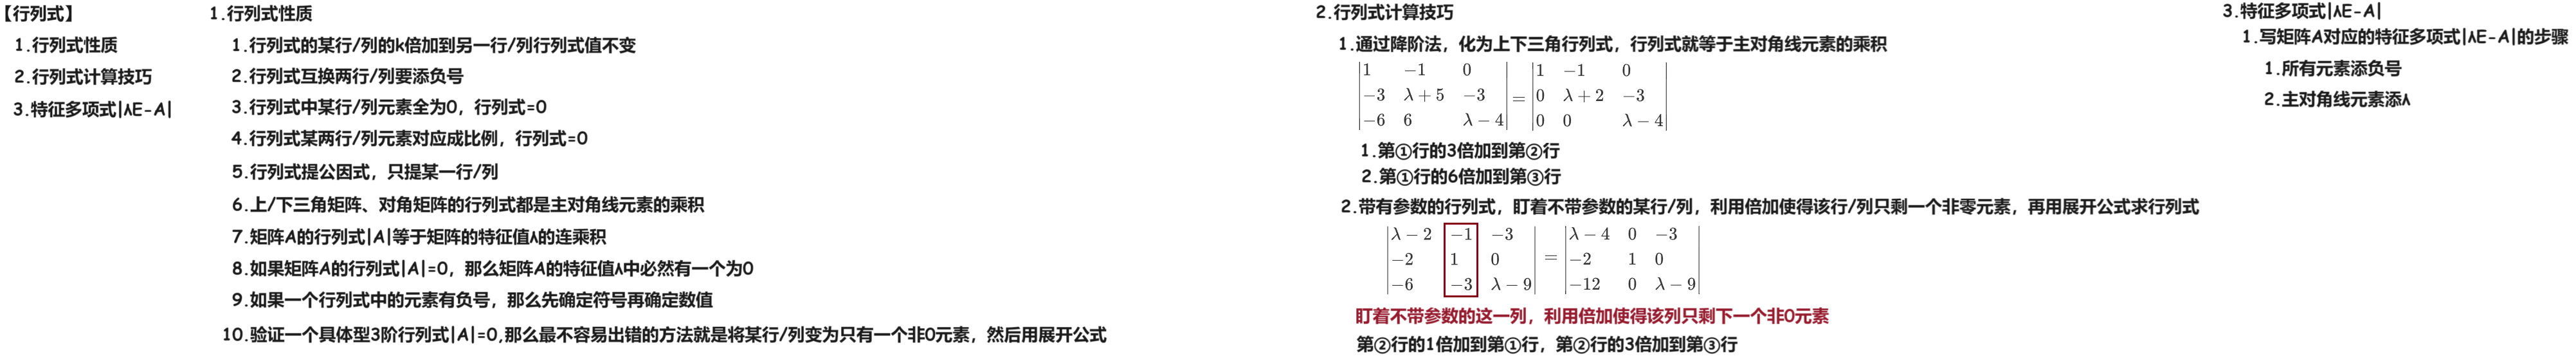 【行列式】
1.行列式性质
2.行列式计算技巧
3.特征多项式|λE-A|
1.行列式性质
1.行列式的某行/列的k倍加到另一行/列行列式值不变
2.行列式互换两行/列要添负号
3.行列式中某行/列元素全为0，行列式=0
4.行列式某两行/列元素对应成比例，行列式=0
5.行列式提公因式，只提某一行/列
6.上/下三角矩阵、对角矩阵的行列式都是主对角线元素的乘积
7.矩阵A的行列式|A|等于矩阵的特征值λ的连乘积
8.如果矩阵A的行列式|A|=0，那么矩阵A的特征值λ中必然有一个为0
9.如果一个行列式中的元素有负号，那么先确定符号再确定数值
10.验证一个具体型3阶行列式|A|=0,那么最不容易出错的方法就是将某行/列变为只有一个非0元素，然后用展开公式
2.行列式计算技巧
1.通过降阶法，化为上下三角行列式，行列式就等于主对角线元素的乘积
|1 −1 0| |1 −1 0|
|−3 λ+5 −3| = |0 λ+2 −3|
|−6 6 λ−4| |0 0 λ−4|
1.第①行的3倍加到第②行
2.第①行的6倍加到第③行
2.带有参数的行列式，盯着不带参数的某行/列，利用倍加使得该行/列只剩一个非零元素，再用展开公式求行列式
|λ−2 −1 −3| |λ−4 0 −3|
|−2 1 0| = |−2 1 0|
|−6 −3 λ−9| |−12 0 λ−9|
盯着不带参数的这一列，利用倍加使得该列只剩下一个非0元素
第②行的1倍加到第①行，第②行的3倍加到第③行
3.特征多项式|λE-A|
1.写矩阵A对应的特征多项式|λE-A|的步骤
1.所有元素添负号
2.主对角线元素添λ